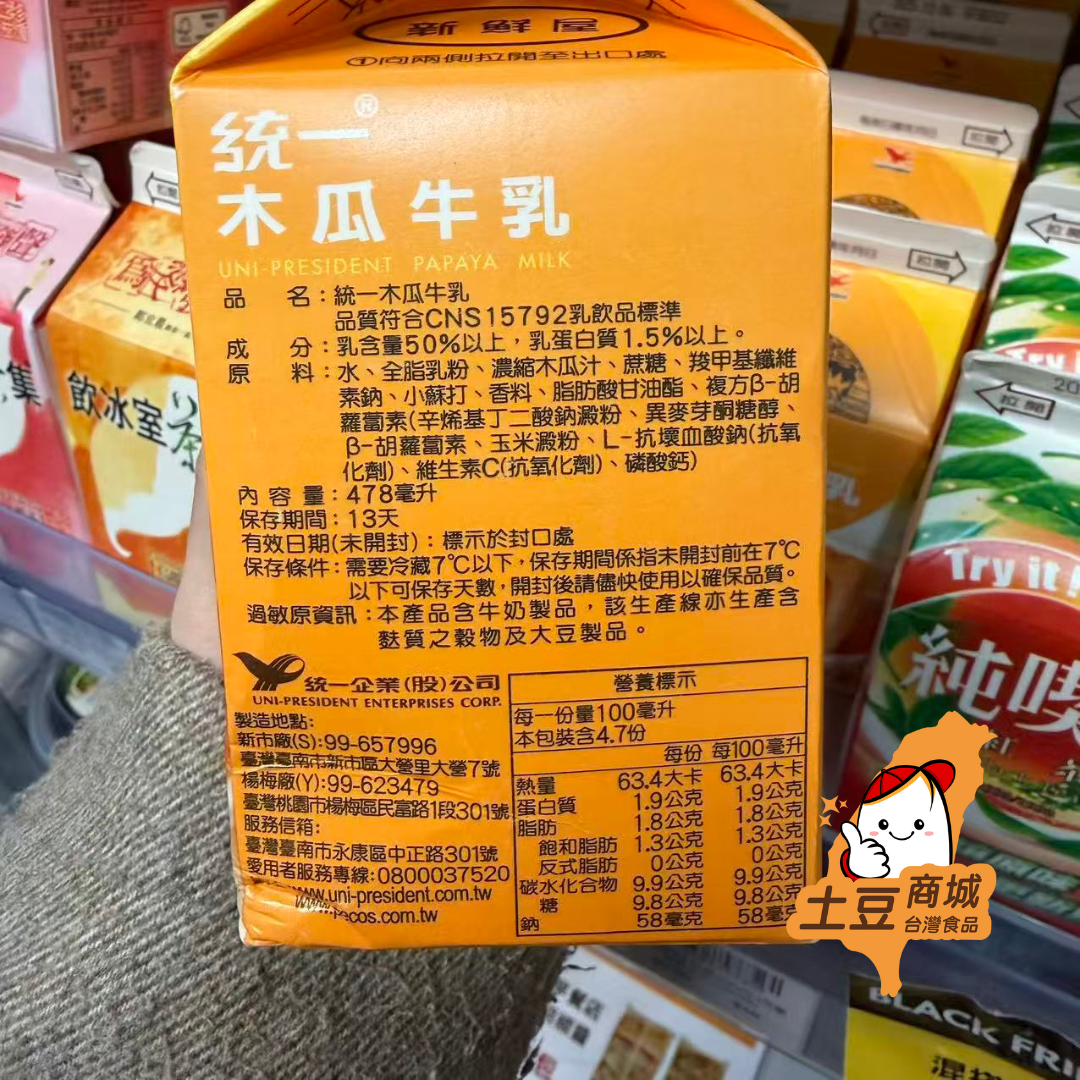 新鮮屋
①向兩側拉開至出口處
統一®
木瓜牛乳
UNI-PRESIDENT PAPAYA MILK
品名：統一木瓜牛乳
品質符合CNS15792乳飲品標準
成分：乳含量50%以上，乳蛋白質1.5%以上。
原料：水、全脂乳粉、濃縮木瓜汁、蔗糖、羧甲基纖維
素鈉、小蘇打、香料、脂肪酸甘油酯、複方β-胡
蘿蔔素(辛烯基丁二酸鈉澱粉、異麥芽酮糖醇、
β-胡蘿蔔素、玉米澱粉、L-抗壞血酸鈉(抗氧
化劑)、維生素C(抗氧化劑)、磷酸鈣)
內容量：478毫升
保存期間：13天
有效日期(未開封)：標示於封口處
保存條件：需要冷藏7℃以下，保存期間係指未開封前在7℃
以下可保存天數，開封後請儘快使用以確保品質。
過敏原資訊：本產品含牛奶製品，該生產線亦生產含
麩質之穀物及大豆製品。
統一企業(股)公司
UNI-PRESIDENT ENTERPRISES CORP.
製造地點：
新市廠(S):99-657996
臺灣臺南市新市區大營里大營7號
楊梅廠(Y):99-623479
臺灣桃園市楊梅區民富路1段301號
服務信箱：
臺灣臺南市永康區中正路301號
愛用者服務專線:0800037520
www.uni-president.com.tw
www.pecos.com.tw
營養標示
每一份量100毫升
本包裝含4.7份
每份 每100毫升
熱量 63.4大卡 63.4大卡
蛋白質 1.9公克 1.9公克
脂肪 1.8公克 1.8公克
飽和脂肪 1.3公克 1.3公克
反式脂肪 0公克 0公克
碳水化合物 9.9公克 9.9公克
糖 9.8公克 9.8公克
鈉 58毫克 58毫克
飲冰室茶集
拉開
拉開
Try it!
純喫
土豆商城
台灣食品
BLACK FRI